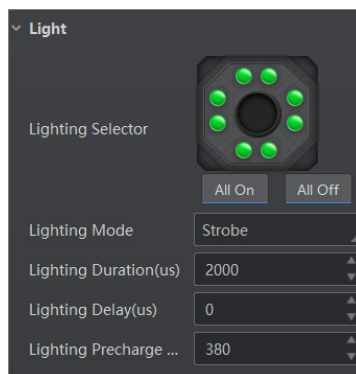 Light
Lighting Selector
All On All Off
Lighting Mode Strobe
Lighting Duration(us) 2000
Lighting Delay(us) 0
Lighting Precharge ... 380